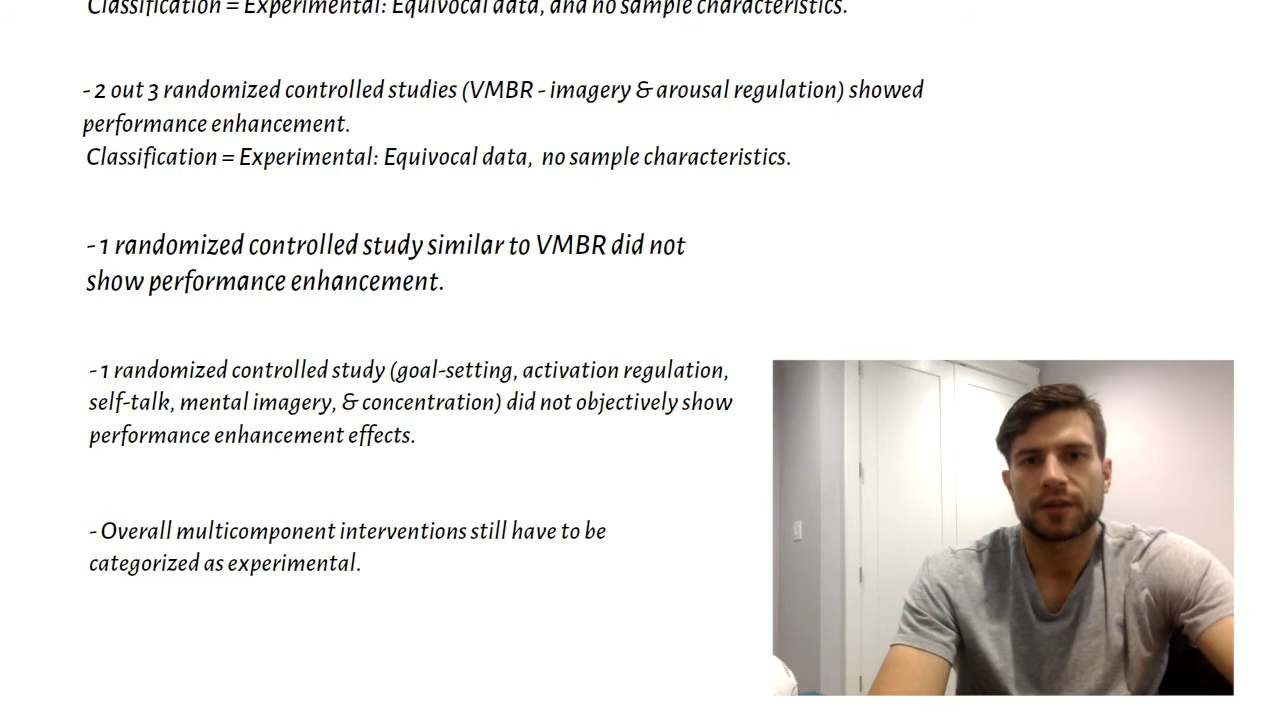 Classification = Experimental: Equivocal data, and no sample characteristics.
- 2 out 3 randomized controlled studies (VMBR - imagery & arousal regulation) showed
performance enhancement.
Classification = Experimental: Equivocal data,  no sample characteristics.
- 1 randomized controlled study similar to VMBR did not
show performance enhancement.
- 1 randomized controlled study (goal-setting, activation regulation,
self-talk, mental imagery, & concentration) did not objectively show
performance enhancement effects.
- Overall multicomponent interventions still have to be
categorized as experimental.